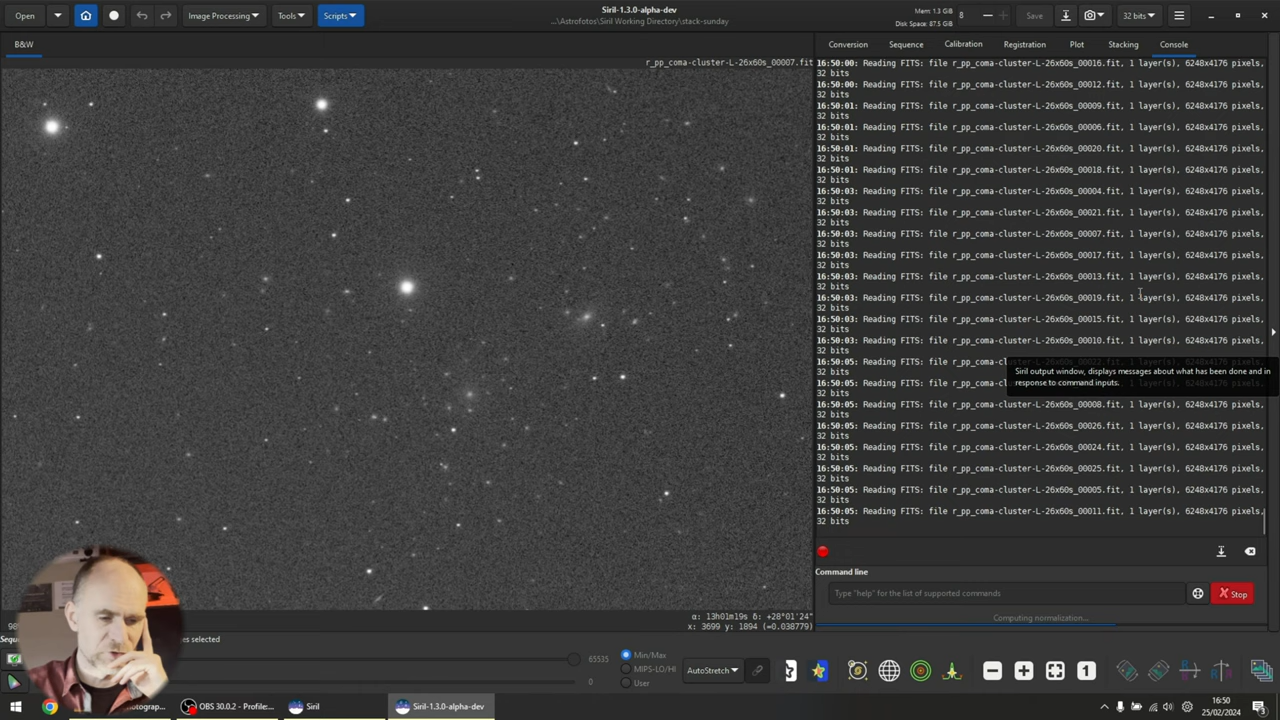 Open
Image Processing
Tools
Scripts
Siril-1.3.0-alpha-dev
...\Astrofotos\Siril Working Directory\stack-sunday
Mem: 1.3 GB
Disk Space: 87.5 GB
8
Save
32 bits
B&W
r_pp_coma-cluster-L-26x60s_00007.fit
Conversion
Sequence
Calibration
Registration
Plot
Stacking
Console
16:50:00: Reading FITS: file r_pp_coma-cluster-L-26x60s_00016.fit, 1 layer(s), 6248x4176 pixels,
32 bits
16:50:00: Reading FITS: file r_pp_coma-cluster-L-26x60s_00012.fit, 1 layer(s), 6248x4176 pixels,
32 bits
16:50:01: Reading FITS: file r_pp_coma-cluster-L-26x60s_00009.fit, 1 layer(s), 6248x4176 pixels,
32 bits
16:50:01: Reading FITS: file r_pp_coma-cluster-L-26x60s_00006.fit, 1 layer(s), 6248x4176 pixels,
32 bits
16:50:01: Reading FITS: file r_pp_coma-cluster-L-26x60s_00020.fit, 1 layer(s), 6248x4176 pixels,
32 bits
16:50:01: Reading FITS: file r_pp_coma-cluster-L-26x60s_00018.fit, 1 layer(s), 6248x4176 pixels,
32 bits
16:50:03: Reading FITS: file r_pp_coma-cluster-L-26x60s_00004.fit, 1 layer(s), 6248x4176 pixels,
32 bits
16:50:03: Reading FITS: file r_pp_coma-cluster-L-26x60s_00021.fit, 1 layer(s), 6248x4176 pixels,
32 bits
16:50:03: Reading FITS: file r_pp_coma-cluster-L-26x60s_00007.fit, 1 layer(s), 6248x4176 pixels,
32 bits
16:50:03: Reading FITS: file r_pp_coma-cluster-L-26x60s_00017.fit, 1 layer(s), 6248x4176 pixels,
32 bits
16:50:03: Reading FITS: file r_pp_coma-cluster-L-26x60s_00013.fit, 1 layer(s), 6248x4176 pixels,
32 bits
16:50:03: Reading FITS: file r_pp_coma-cluster-L-26x60s_00019.fit, 1 layer(s), 6248x4176 pixels,
32 bits
16:50:03: Reading FITS: file r_pp_coma-cluster-L-26x60s_00015.fit, 1 layer(s), 6248x4176 pixels,
32 bits
16:50:03: Reading FITS: file r_pp_coma-cluster-L-26x60s_00010.fit, 1 layer(s), 6248x4176 pixels,
32 bits
16:50:05: Reading FITS: file r_pp_coma-cluster-L-26x60s_00022.fit, 1 layer(s), 6248x4176 pixels,
32 bits
Siril output window, displays messages about what has been done and in
response to command inputs.
16:50:05: Reading FITS: file r_pp_coma
32 bits
16:50:05: Reading FITS: file r_pp_coma-cluster-L-26x60s_00008.fit, 1 layer(s), 6248x4176 pixels,
32 bits
16:50:05: Reading FITS: file r_pp_coma-cluster-L-26x60s_00026.fit, 1 layer(s), 6248x4176 pixels,
32 bits
16:50:05: Reading FITS: file r_pp_coma-cluster-L-26x60s_00024.fit, 1 layer(s), 6248x4176 pixels,
32 bits
16:50:05: Reading FITS: file r_pp_coma-cluster-L-26x60s_00025.fit, 1 layer(s), 6248x4176 pixels,
32 bits
16:50:05: Reading FITS: file r_pp_coma-cluster-L-26x60s_00005.fit, 1 layer(s), 6248x4176 pixels,
32 bits
16:50:05: Reading FITS: file r_pp_coma-cluster-L-26x60s_00011.fit, 1 layer(s), 6248x4176 pixels,
32 bits
Command line
Type "help" for the list of supported commands
Stop
Computing normalization...
α: 13h01m19s δ: +28°01'24"
x: 3699 y: 1894 (=0.038779)
selected
65535
0
Min/Max
MIPS-LO/HI
User
AutoStretch
1
photograp...
OBS 30.0.2 - Profile:...
Siril
Siril-1.3.0-alpha-dev
16:50
25/02/2024
3